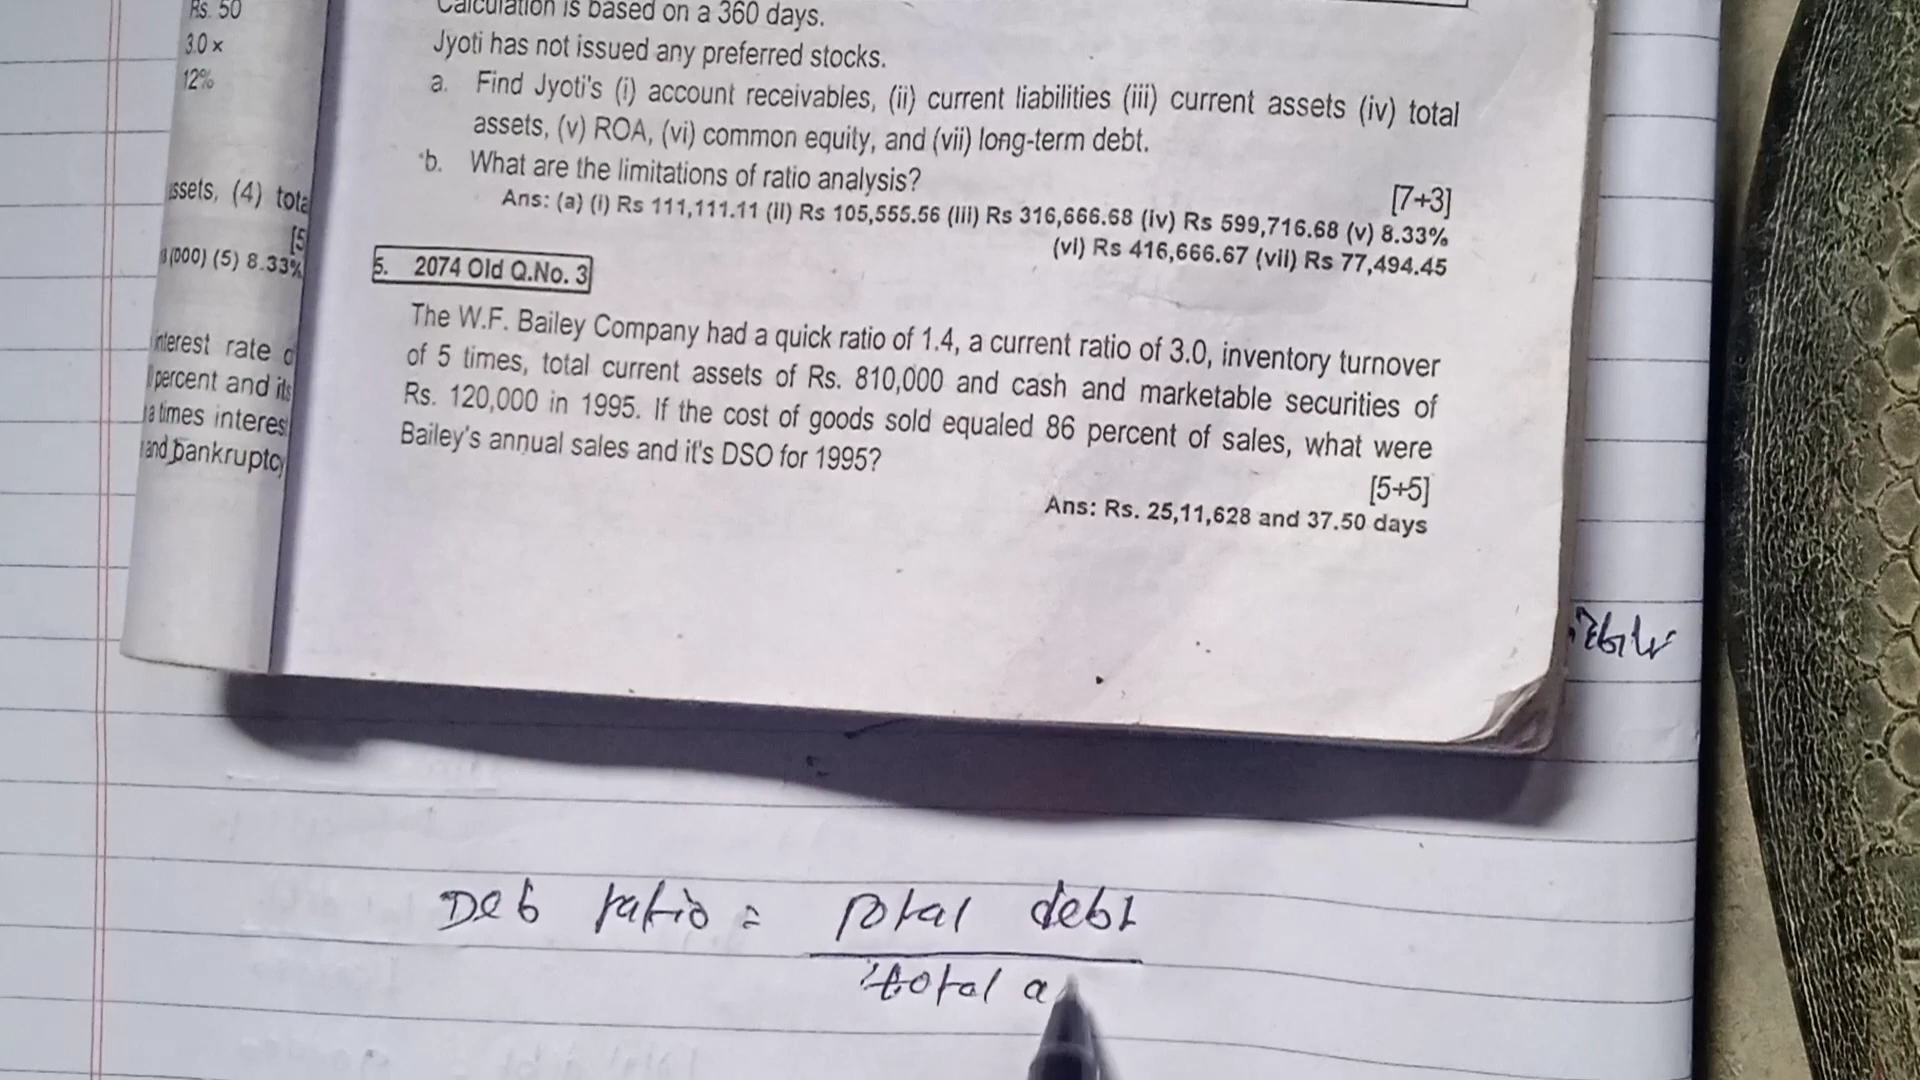 Rs. 50
3.0 x
12%
assets, (4) tota
[5
(000) (5) 8.33%
interest rate o
percent and its
a times interes
and bankruptcy
Calculation is based on a 360 days.
Jyoti has not issued any preferred stocks.
a. Find Jyoti's (i) account receivables, (ii) current liabilities (iii) current assets (iv) total
assets, (v) ROA, (vi) common equity, and (vii) long-term debt.
b. What are the limitations of ratio analysis?
[7+3]
Ans: (a) (i) Rs 111,111.11 (ii) Rs 105,555.56 (iii) Rs 316,666.68 (iv) Rs 599,716.68 (v) 8.33%
(vi) Rs 416,666.67 (vii) Rs 77,494.45
5. 2074 Old Q.No. 3
The W.F. Bailey Company had a quick ratio of 1.4, a current ratio of 3.0, inventory turnover
of 5 times, total current assets of Rs. 810,000 and cash and marketable securities of
Rs. 120,000 in 1995. If the cost of goods sold equaled 86 percent of sales, what were
Bailey's annual sales and it's DSO for 1995?
[5+5]
Ans: Rs. 25,11,628 and 37.50 days
Deb ratio = Total debt
total a